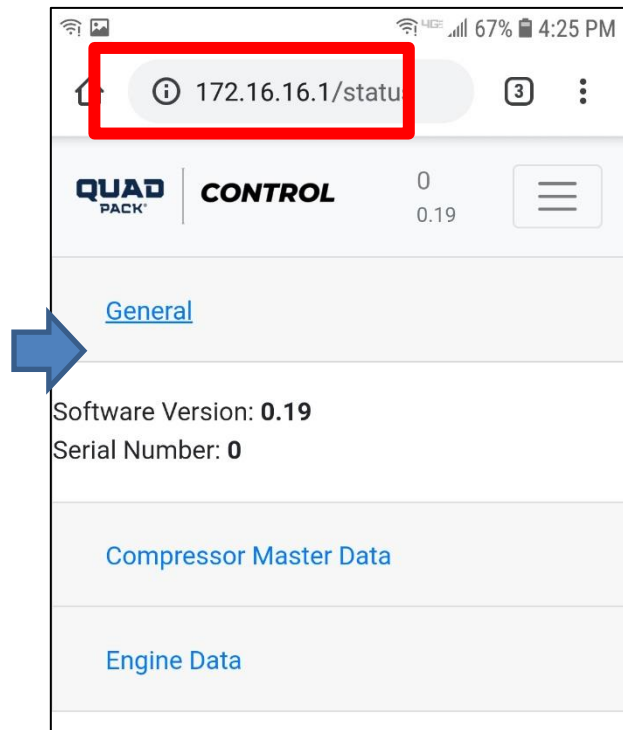 4GE 67% 4:25 PM
172.16.16.1/statu
3
QUAD
PACK
CONTROL
0
0.19
General
Software Version: 0.19
Serial Number: 0
Compressor Master Data
Engine Data